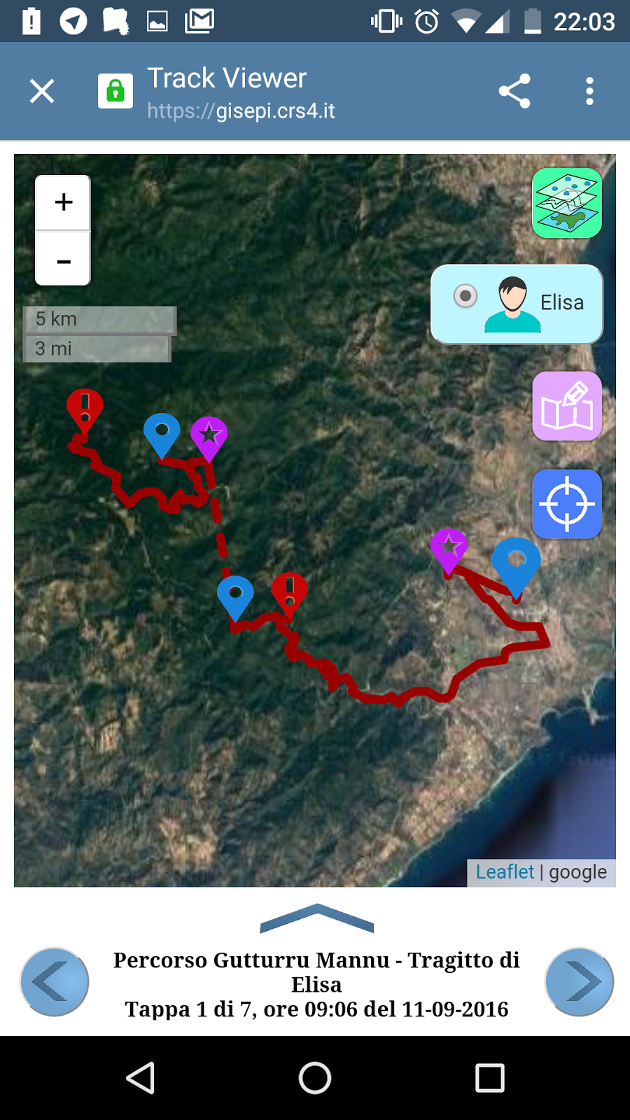 22:03
Track Viewer
https://gisepi.crs4.it
+
-
5 km
3 mi
Elisa
Leaflet | google
Percorso Gutturru Mannu - Tragitto di
Elisa
Tappa 1 di 7, ore 09:06 del 11-09-2016